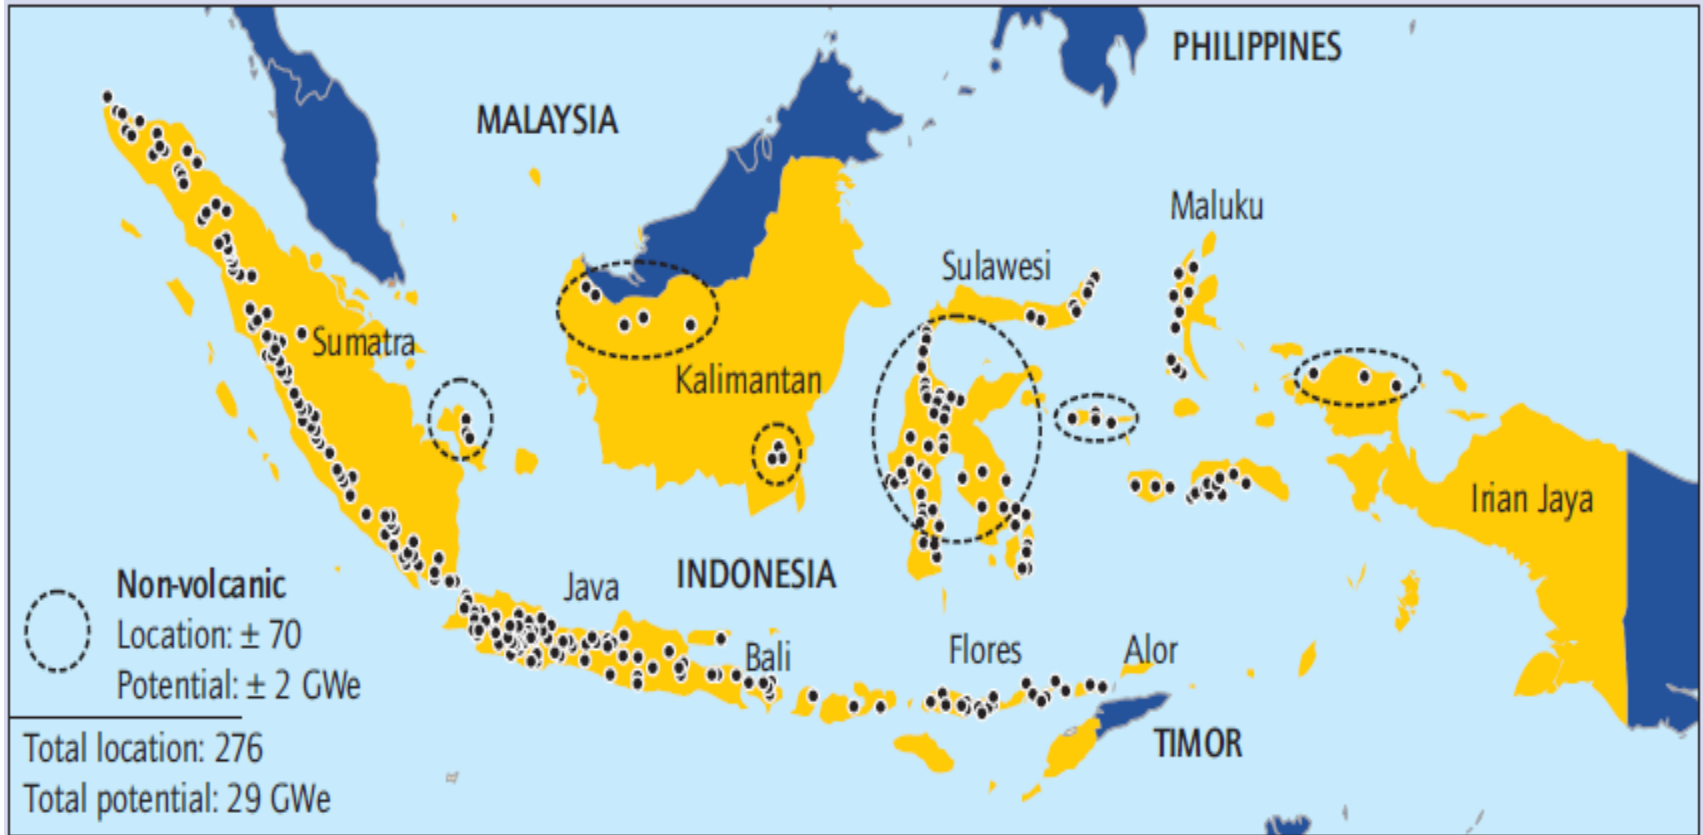 PHILIPPINES
MALAYSIA
Maluku
Sulawesi
Sumatra
Kalimantan
Irian Jaya
INDONESIA
Java
Bali
Flores
Alor
TIMOR
Non-volcanic
Location: ± 70
Potential: ± 2 GWe
Total location: 276
Total potential: 29 GWe